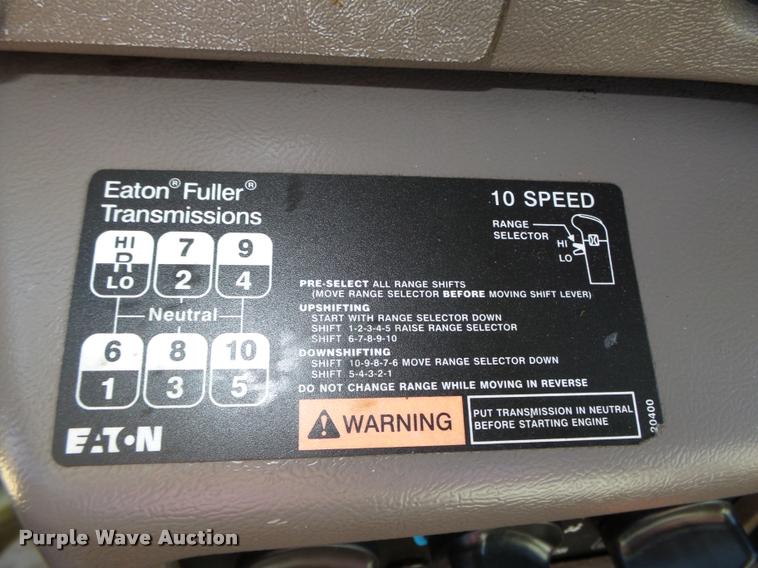 Eaton® Fuller®
Transmissions
10 SPEED
RANGE
SELECTOR
HI
LO
HI
R
LO
7
2
9
4
Neutral
6
1
8
3
10
5
PRE-SELECT ALL RANGE SHIFTS
(MOVE RANGE SELECTOR BEFORE MOVING SHIFT LEVER)
UPSHIFTING
START WITH RANGE SELECTOR DOWN
SHIFT 1-2-3-4-5 RAISE RANGE SELECTOR
SHIFT 6-7-8-9-10
DOWNSHIFTING
SHIFT 10-9-8-7-6 MOVE RANGE SELECTOR DOWN
SHIFT 5-4-3-2-1
DO NOT CHANGE RANGE WHILE MOVING IN REVERSE
WARNING
PUT TRANSMISSION IN NEUTRAL
BEFORE STARTING ENGINE
20400
EATON
Purple Wave Auction